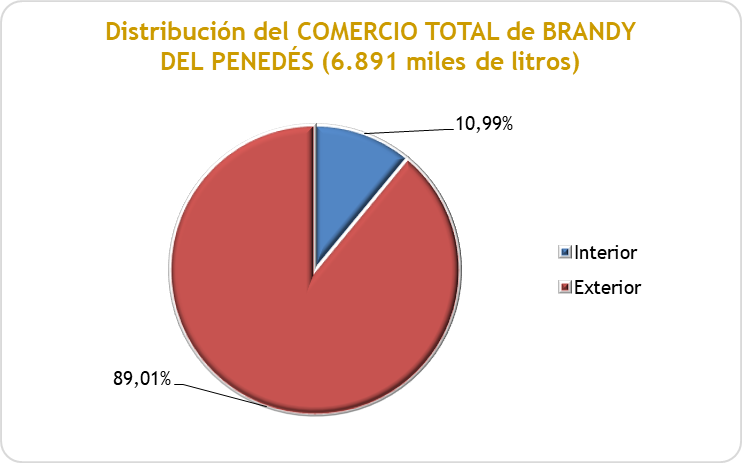 Distribución del COMERCIO TOTAL de BRANDY
DEL PENEDÉS (6.891 miles de litros)
10,99%
Interior
Exterior
89,01%